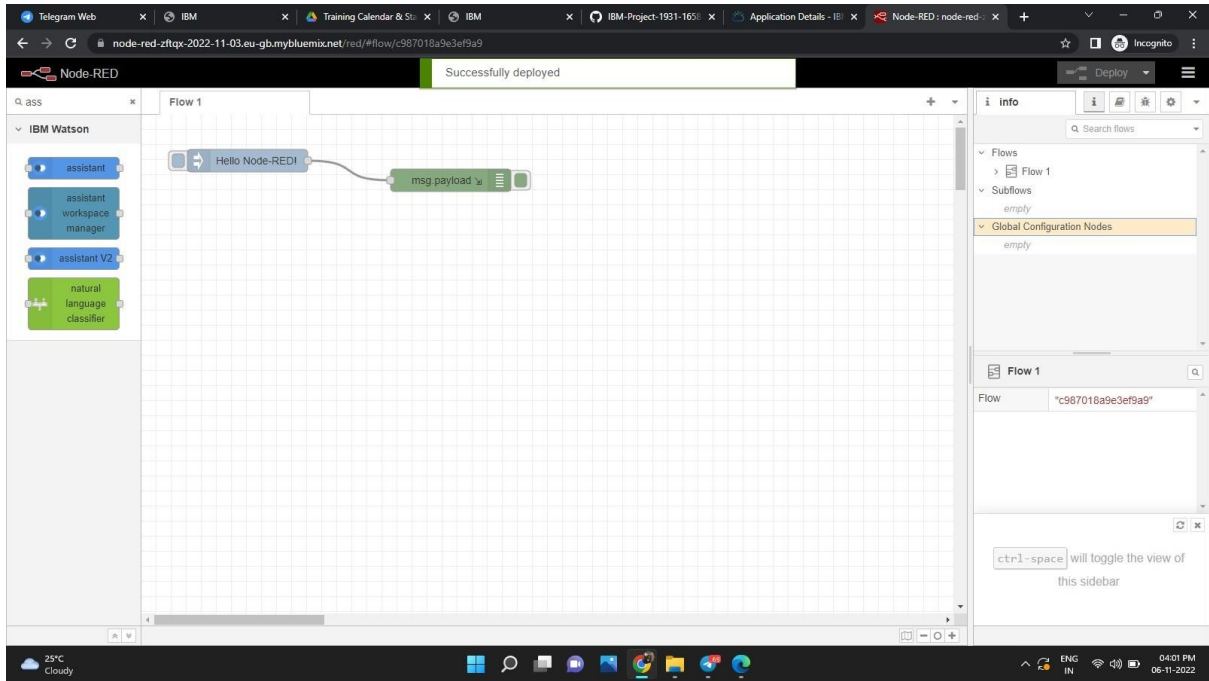 Telegram Web
IBM
Training Calendar & Sta
IBM
IBM-Project-1931-1658
Application Details - IB
Node-RED : node-red-z
node-red-zftqx-2022-11-03.eu-gb.mybluemix.net/red/#flow/c987018a9e3ef9a9
Incognito
Node-RED
Successfully deployed
Deploy
ass
Flow 1
i info
i
IBM Watson
Search flows
assistant
assistant
workspace
manager
assistant V2
natural
language
classifier
Hello Node-RED!
msg.payload
Flows
Flow 1
Subflows
empty
Global Configuration Nodes
empty
Flow 1
Flow "c987018a9e3ef9a9"
ctrl-space will toggle the view of
this sidebar
25°C
Cloudy
ENG
IN
04:01 PM
06-11-2022